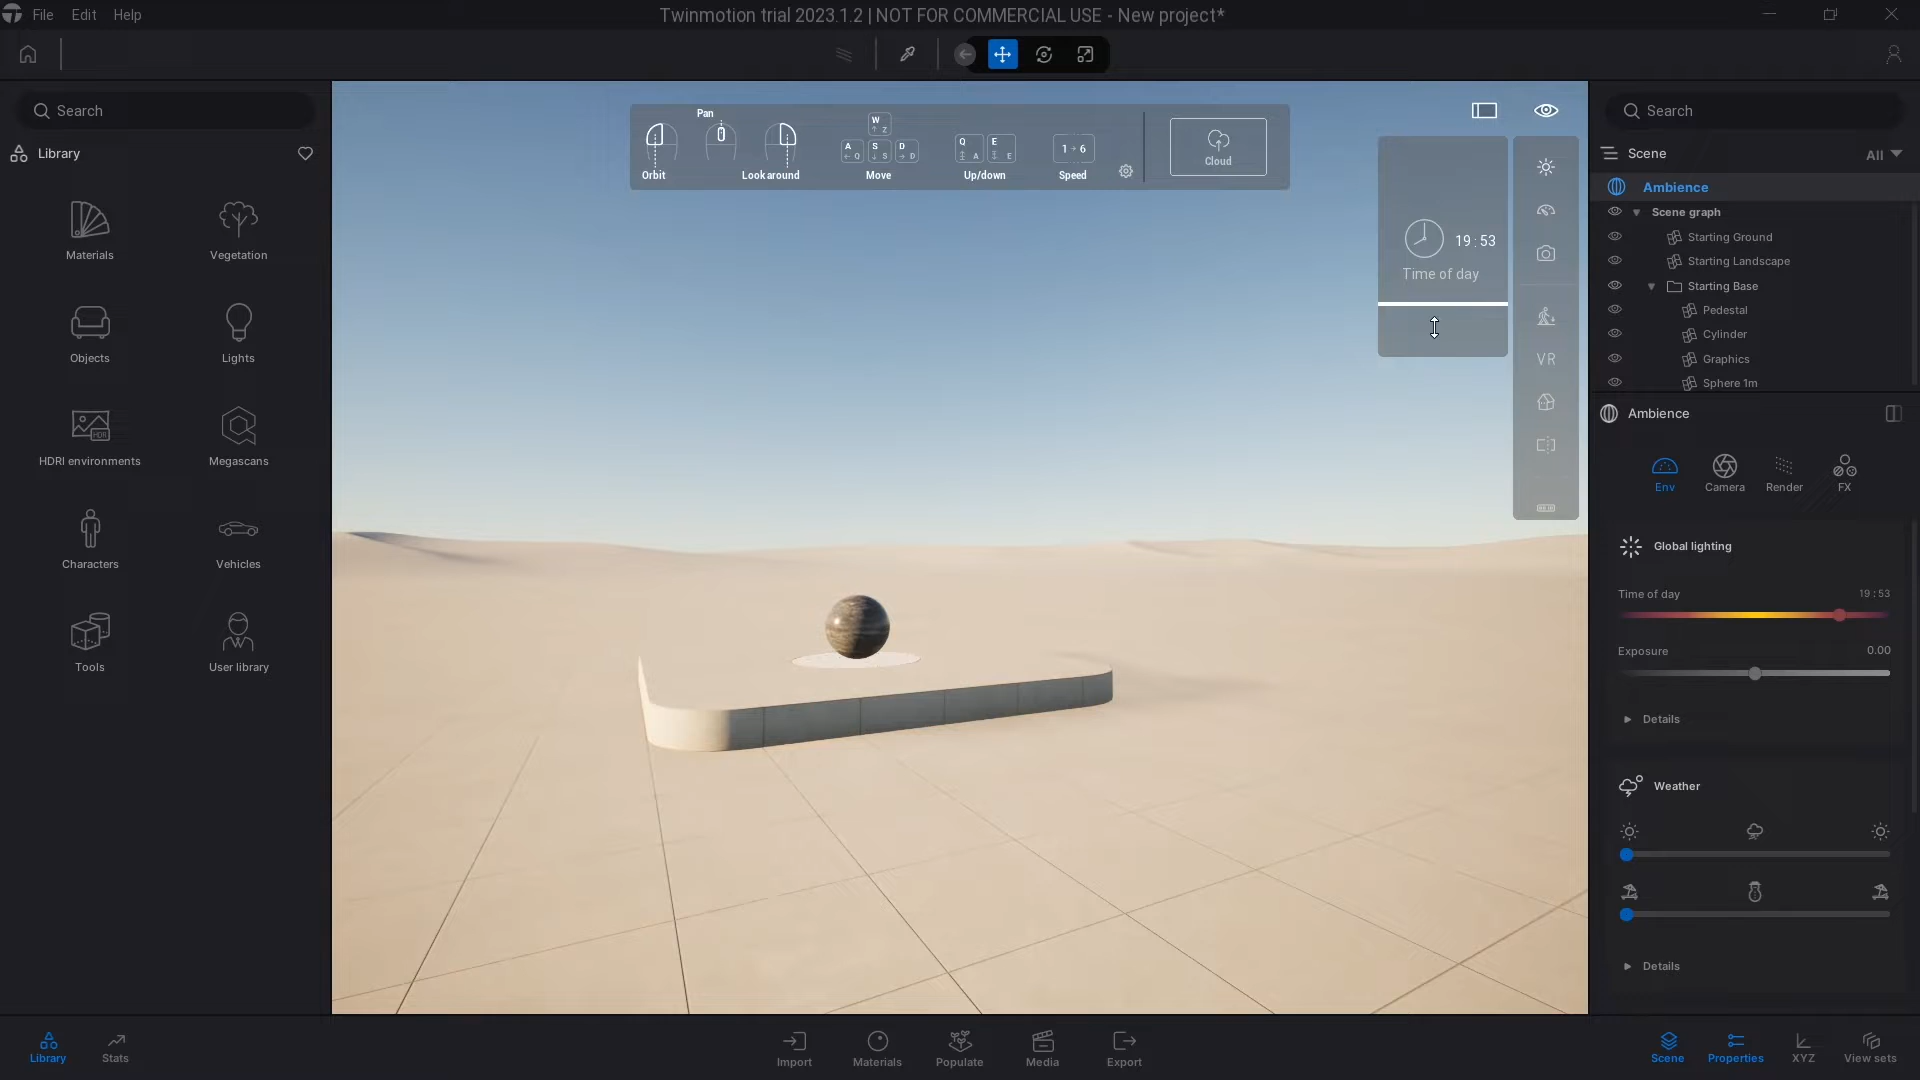 File Edit Help
Twinmotion trial 2023.1.2 | NOT FOR COMMERCIAL USE - New project*
Search
Library
Materials
Vegetation
Objects
Lights
HDR
HDRI environments
Megascans
Characters
Vehicles
Tools
User library
Pan
W
↑ Z
A
← Q
S
↓ S
D
→ D
Q
A
E
E
1 → 6
Orbit
Look around
Move
Up/down
Speed
Cloud
19 : 53
Time of day
VR
Search
Scene
All
Ambience
Scene graph
Starting Ground
Starting Landscape
Starting Base
Pedestal
Cylinder
Graphics
Sphere 1m
Ambience
Env
Camera
Render
FX
Global lighting
Time of day 19 : 53
Exposure 0.00
Details
Weather
Details
Library
Stats
Import
Materials
Populate
Media
Export
Scene
Properties
XYZ
View sets